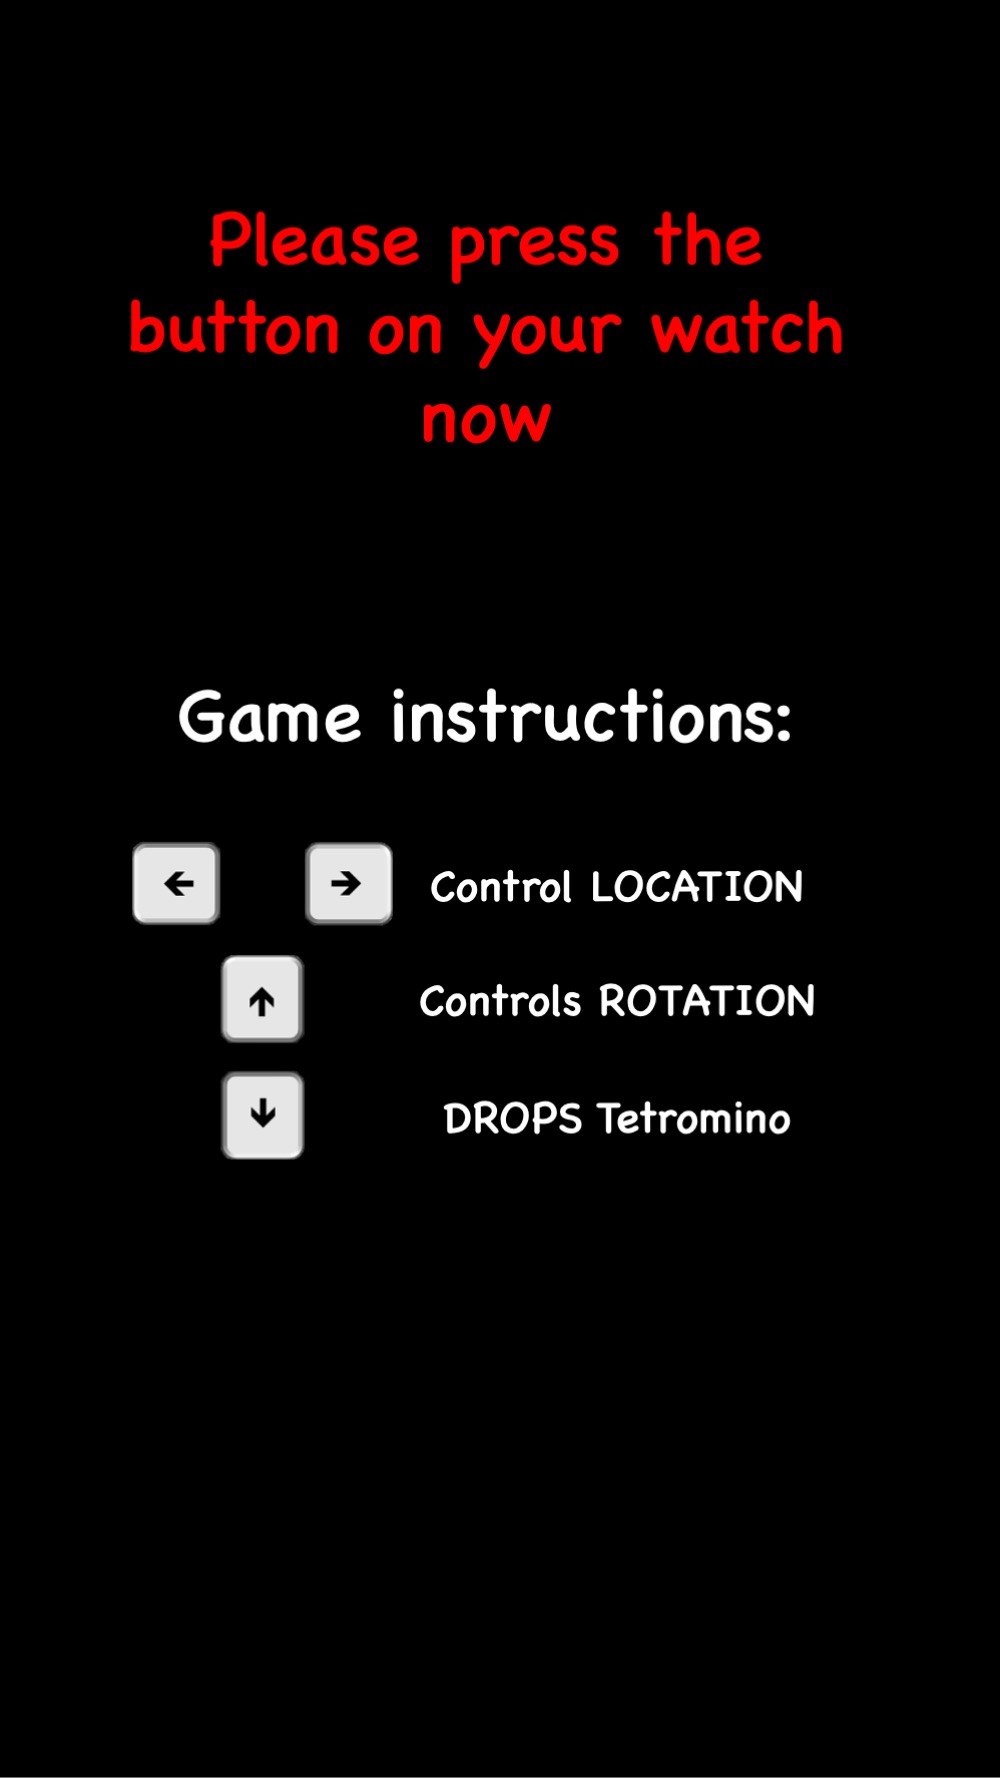 Please press the
button on your watch
now
Game instructions:
← → Control LOCATION
↑ Controls ROTATION
↓ DROPS Tetromino